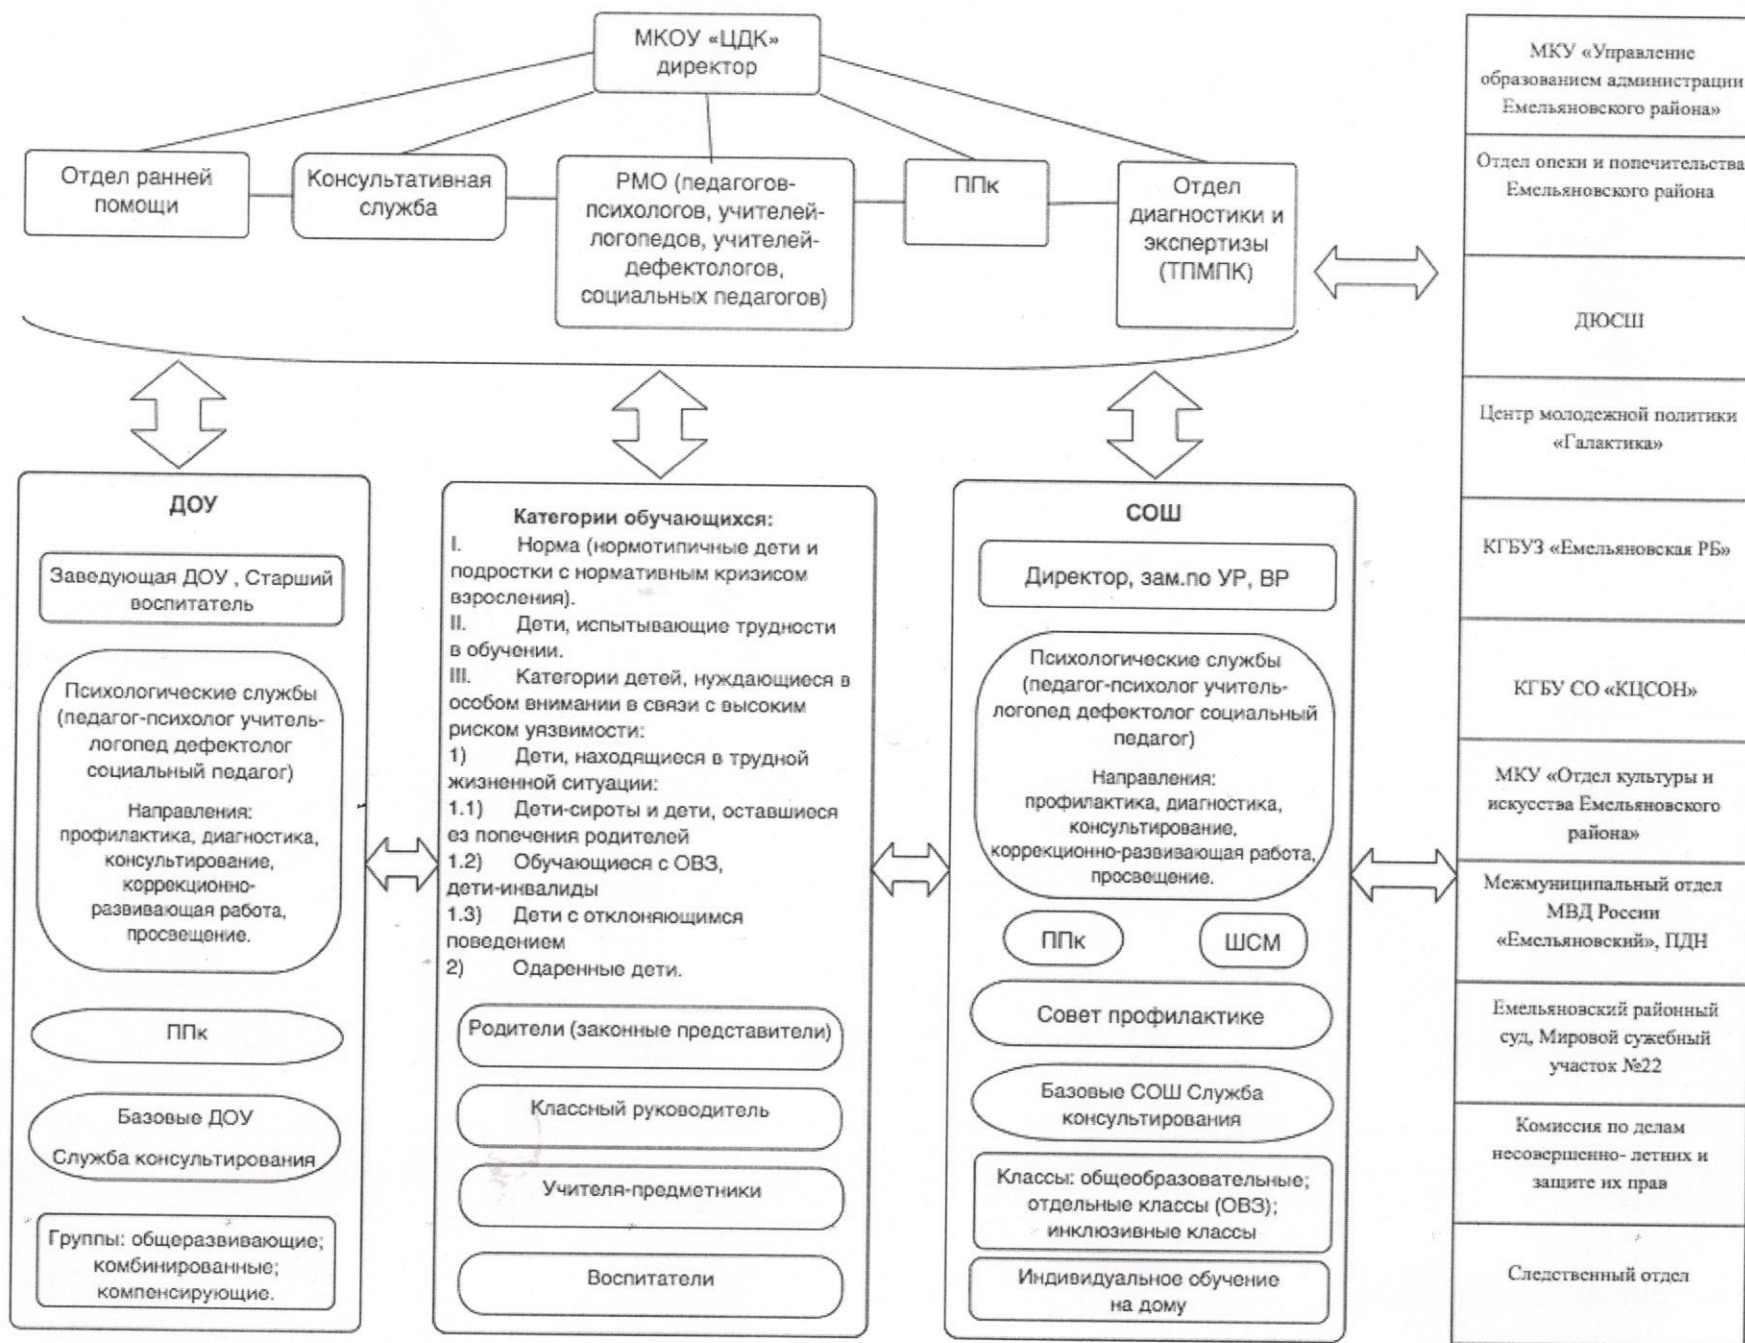 МКОУ «ЦДК»
директор
Отдел ранней
помощи
Консультативная
служба
РМО (педагогов-
психологов, учителей-
логопедов, учителей-
дефектологов,
социальных педагогов)
ППк
Отдел
диагностики и
экспертизы
(ТПМПК)
ДОУ
Заведующая ДОУ , Старший
воспитатель
Психологические службы
(педагог-психолог учитель-
логопед дефектолог
социальный педагог)
Направления:
профилактика, диагностика,
консультирование,
коррекционно-
развивающая работа,
просвещение.
ППк
Базовые ДОУ
Служба консультирования
Группы: общеразвивающие;
комбинированные;
компенсирующие.
Категории обучающихся:
I. Норма (нормотипичные дети и
подростки с нормативным кризисом
взросления).
II. Дети, испытывающие трудности
в обучении.
III. Категории детей, нуждающиеся в
особом внимании в связи с высоким
риском уязвимости:
1) Дети, находящиеся в трудной
жизненной ситуации:
1.1) Дети-сироты и дети, оставшиеся
ез попечения родителей
1.2) Обучающиеся с ОВЗ,
дети-инвалиды
1.3) Дети с отклоняющимся
поведением
2) Одаренные дети.
Родители (законные представители)
Классный руководитель
Учителя-предметники
Воспитатели
СОШ
Директор, зам.по УР, ВР
Психологические службы
(педагог-психолог учитель-
логопед дефектолог социальный
педагог)
Направления:
профилактика, диагностика,
консультирование,
коррекционно-развивающая работа,
просвещение.
ППк
ШСМ
Совет профилактике
Базовые СОШ Служба
консультирования
Классы: общеобразовательные;
отдельные классы (ОВЗ);
инклюзивные классы
Индивидуальное обучение
на дому
МКУ «Управление
образованием администрации
Емельяновского района»
Отдел опеки и попечительства
Емельяновского района
ДЮСШ
Центр молодежной политики
«Галактика»
КГБУЗ «Емельяновская РБ»
КГБУ СО «КЦСОН»
МКУ «Отдел культуры и
искусства Емельяновского
района»
Межмуниципальный отдел
МВД России
«Емельяновский», ПДН
Емельяновский районный
суд, Мировой сужебный
участок №22
Комиссия по делам
несовершенно- летних и
защите их прав
Следственный отдел